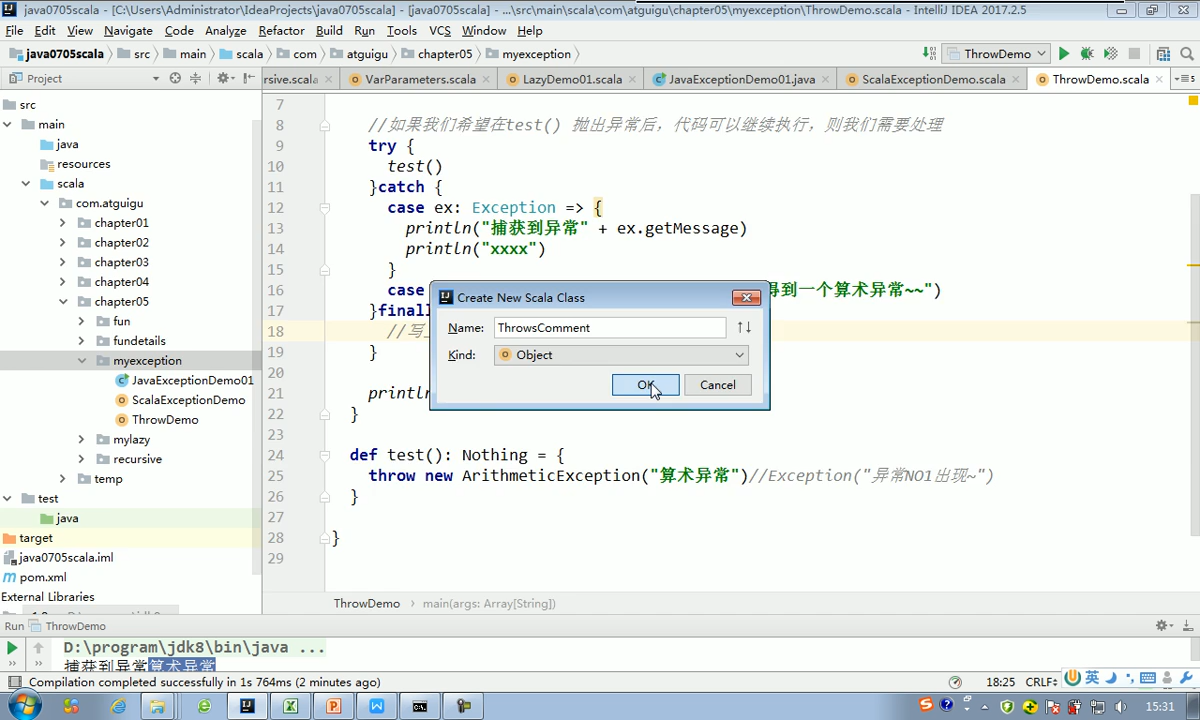 java0705scala - [C:\Users\Administrator\IdeaProjects\java0705scala] - [java0705scala] - ...\src\main\scala\com\atguigu\chapter05\myexception\ThrowDemo.scala - IntelliJ IDEA 2017.2.5
File Edit View Navigate Code Analyze Refactor Build Run Tools VCS Window Help
java0705scala src main scala com atguigu chapter05 myexception ThrowDemo
Project rsive.scala VarParameters.scala LazyDemo01.scala JavaExceptionDemo01.java ScalaExceptionDemo.scala ThrowDemo.scala 5
src
main
java
resources
scala
com.atguigu
chapter01
chapter02
chapter03
chapter04
chapter05
fun
fundetails
myexception
JavaExceptionDemo01
ScalaExceptionDemo
ThrowDemo
mylazy
recursive
temp
test
java
target
java0705scala.iml
pom.xml
External Libraries
7
8 //如果我们希望在test() 抛出异常后，代码可以继续执行，则我们需要处理
9 try {
10 test()
11 }catch {
12 case ex: Exception => {
13 println("捕获到异常" + ex.getMessage)
14 println("xxxx")
15 }
16 case 得到一个算术异常~~")
17 }finall
18 //写
19 }
20
21 println
22 }
23
24 def test(): Nothing = {
25 throw new ArithmeticException("算术异常")//Exception("异常NO1出现~")
26 }
27
28 }
29
Create New Scala Class
Name: ThrowsComment
Kind: Object
OK Cancel
ThrowDemo main(args: Array[String])
Run ThrowDemo
D:\program\jdk8\bin\java ...
捕获到异常算术异常
Compilation completed successfully in 1s 764ms (2 minutes ago) 18:25 CRLF 英
15:31